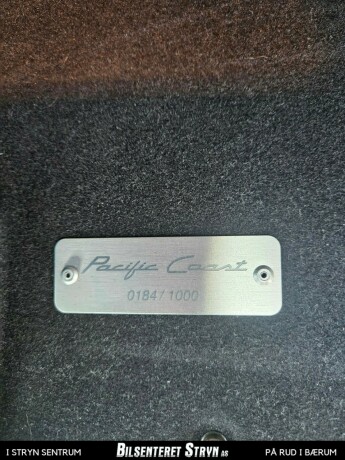 Pacific Coast
0184 / 1000
I STRYN SENTRUM BILSENTERET STRYN AS PÅ RUD I BÆRUM